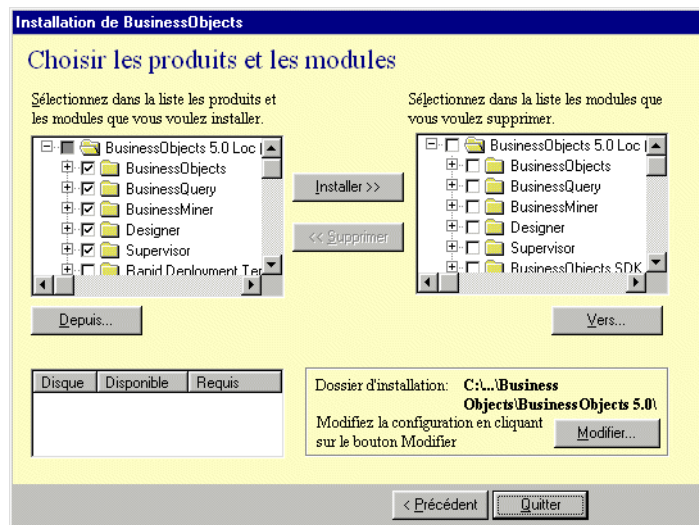 Installation de BusinessObjects
Choisir les produits et les modules
Sélectionnez dans la liste les produits et
les modules que vous voulez installer.
BusinessObjects 5.0 Loc
BusinessObjects
BusinessQuery
BusinessMiner
Designer
Supervisor
Rapid Deployment Ter
Depuis...
Installer >>
<< Supprimer
Sélectionnez dans la liste les modules que
vous voulez supprimer.
BusinessObjects 5.0 Loc
BusinessObjects
BusinessQuery
BusinessMiner
Designer
Supervisor
BusinessObjects SDK
Vers...
Disque Disponible Requis
Dossier d'installation: C:\...\Business
Objects\BusinessObjects 5.0\
Modifiez la configuration en cliquant
sur le bouton Modifier
Modifier...
< Précédent
Quitter